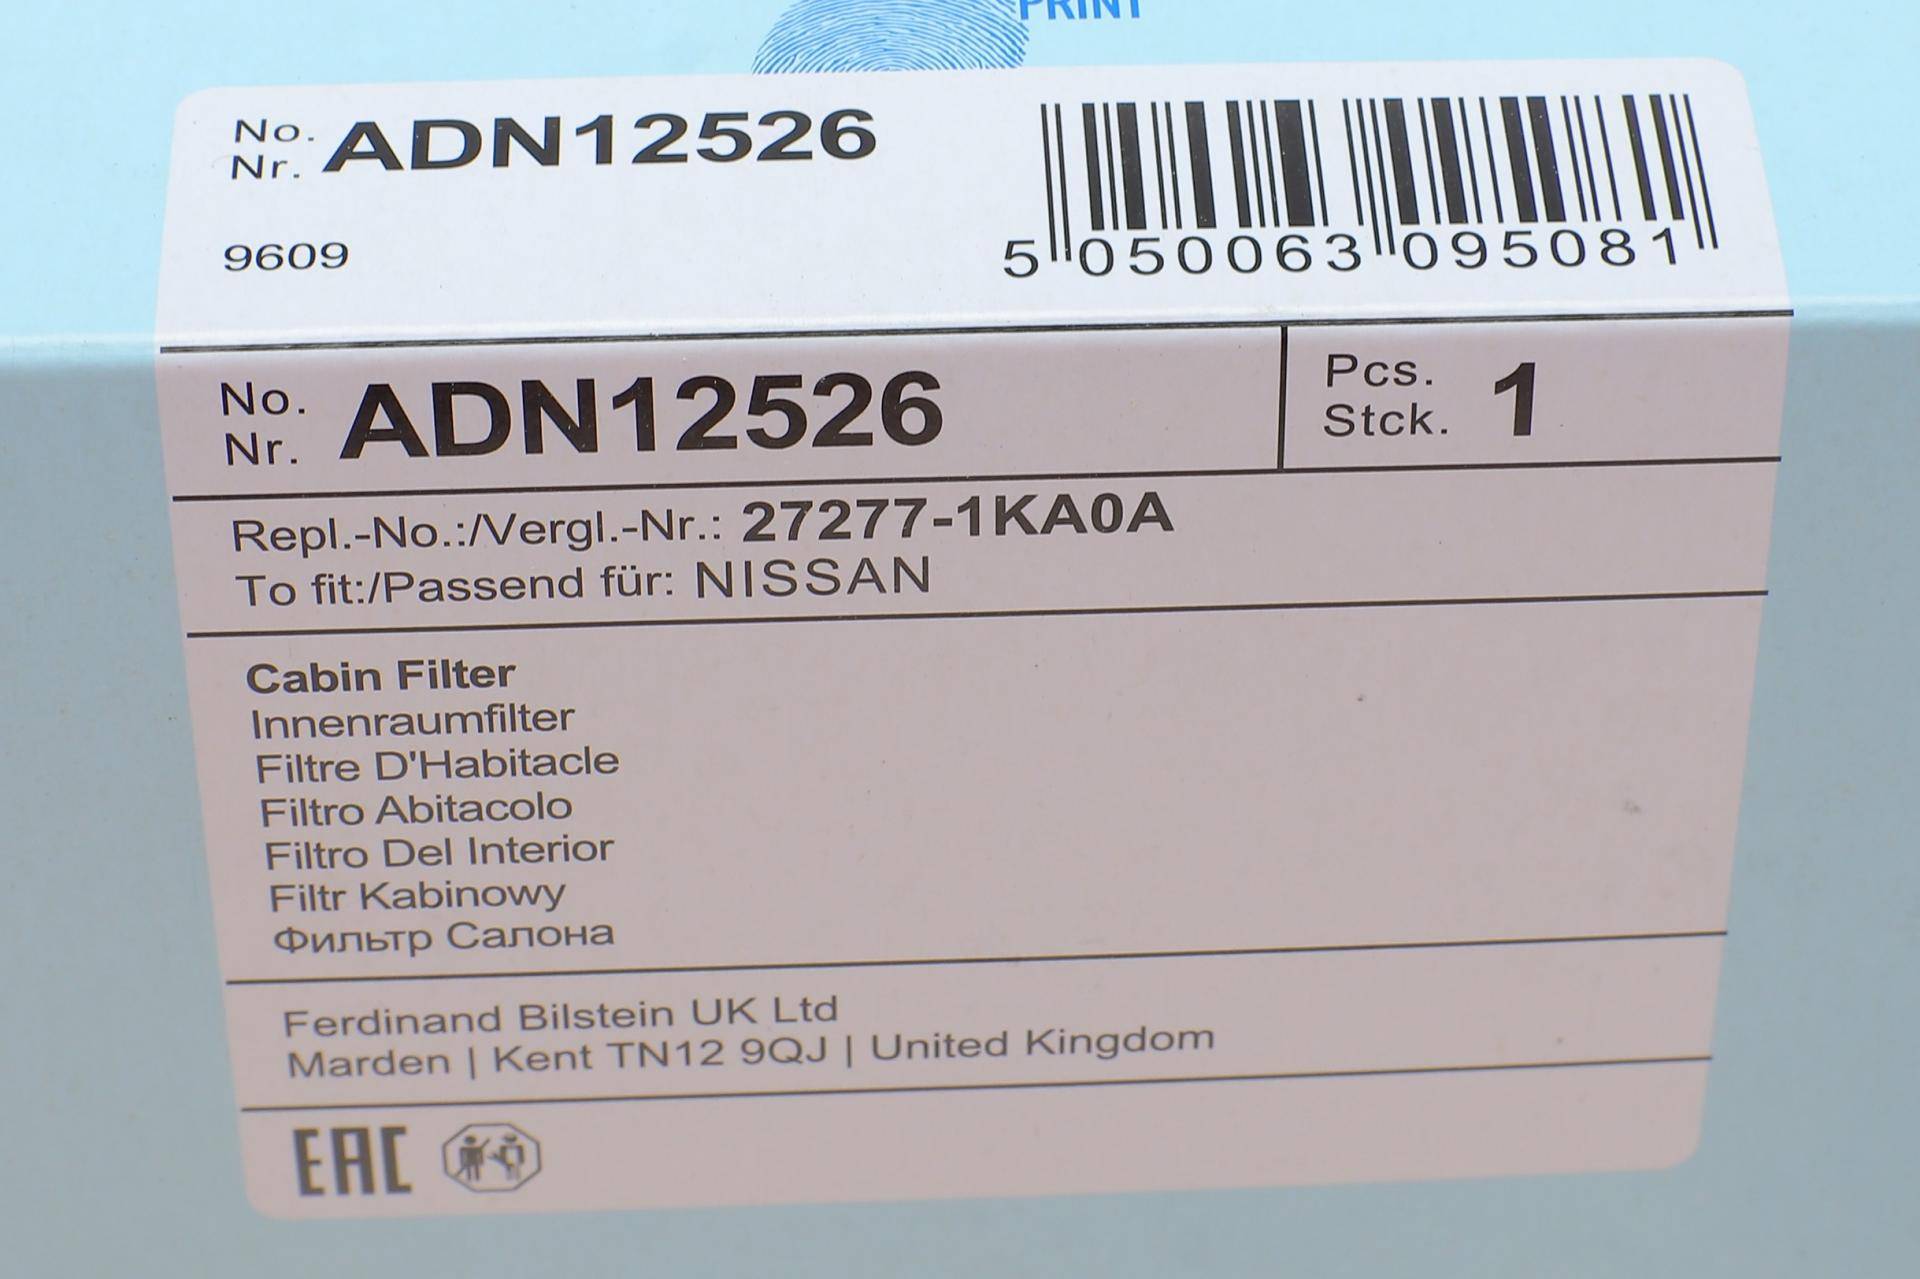 PRINT
No.
Nr. ADN12526
9609
5 050063 095081
No.
Nr. ADN12526
Pcs.
Stck. 1
Repl.-No.:/Vergl.-Nr.: 27277-1KA0A
To fit:/Passend für: NISSAN
Cabin Filter
Innenraumfilter
Filtre D'Habitacle
Filtro Abitacolo
Filtro Del Interior
Filtr Kabinowy
Фильтр Салона
Ferdinand Bilstein UK Ltd
Marden | Kent TN12 9QJ | United Kingdom
EAC